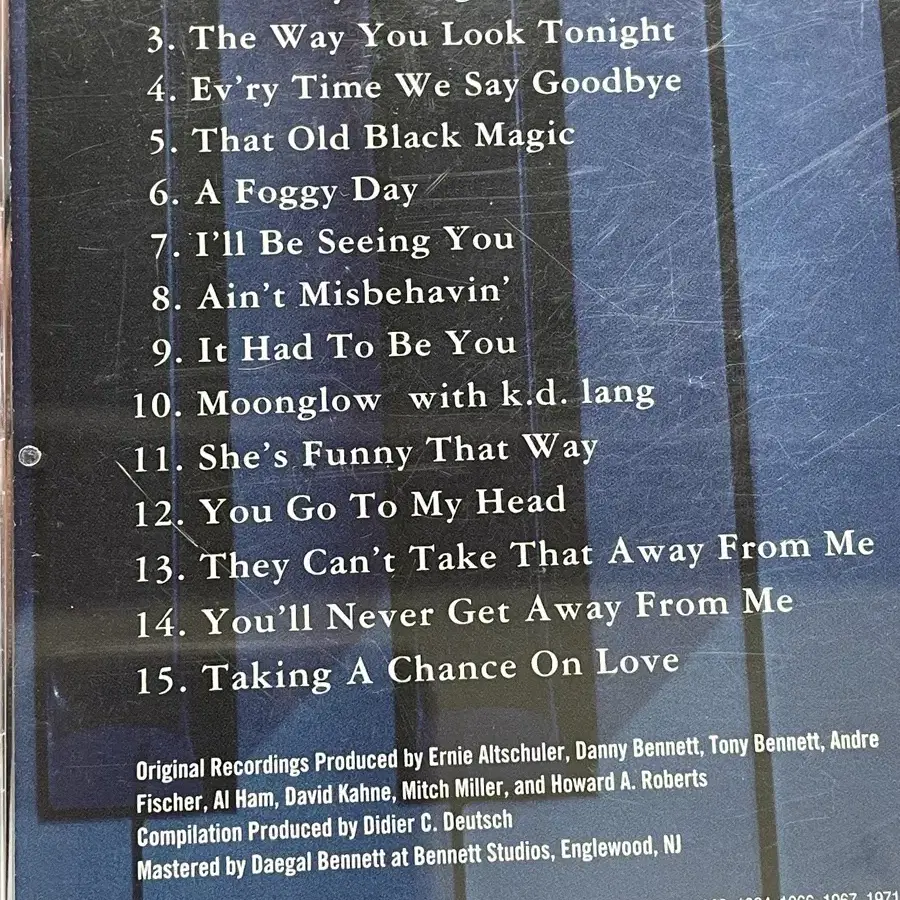 3. The Way You Look Tonight
4. Ev'ry Time We Say Goodbye
5. That Old Black Magic
6. A Foggy Day
7. I'll Be Seeing You
8. Ain't Misbehavin'
9. It Had To Be You
10. Moonglow with k.d. lang
11. She's Funny That Way
12. You Go To My Head
13. They Can't Take That Away From Me
14. You'll Never Get Away From Me
15. Taking A Chance On Love
Original Recordings Produced by Ernie Altschuler, Danny Bennett, Tony Bennett, Andre
Fischer, Al Ham, David Kahne, Mitch Miller, and Howard A. Roberts
Compilation Produced by Didier C. Deutsch
Mastered by Daegal Bennett at Bennett Studios, Englewood, NJ
1967, 1971